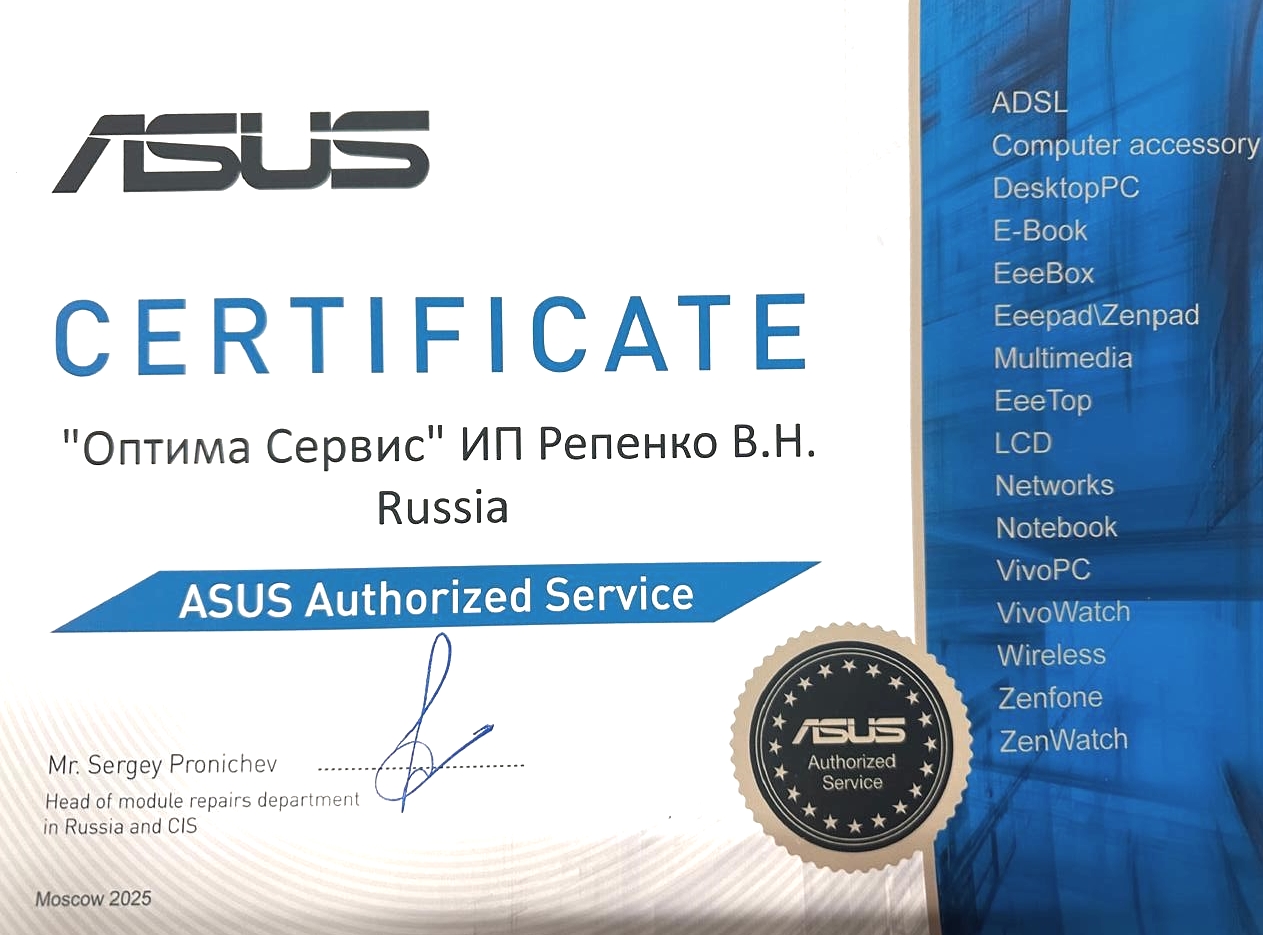 ASUS
CERTIFICATE
"Оптима Сервис" ИП Репенко В.Н.
Russia
ASUS Authorized Service
Mr. Sergey Pronichev
Head of module repairs department
in Russia and CIS
Moscow 2025
ASUS
Authorized
Service
ADSL
Computer accessory
DesktopPC
E-Book
EeeBox
Eeepad\Zenpad
Multimedia
EeeTop
LCD
Networks
Notebook
VivoPC
VivoWatch
Wireless
Zenfone
ZenWatch